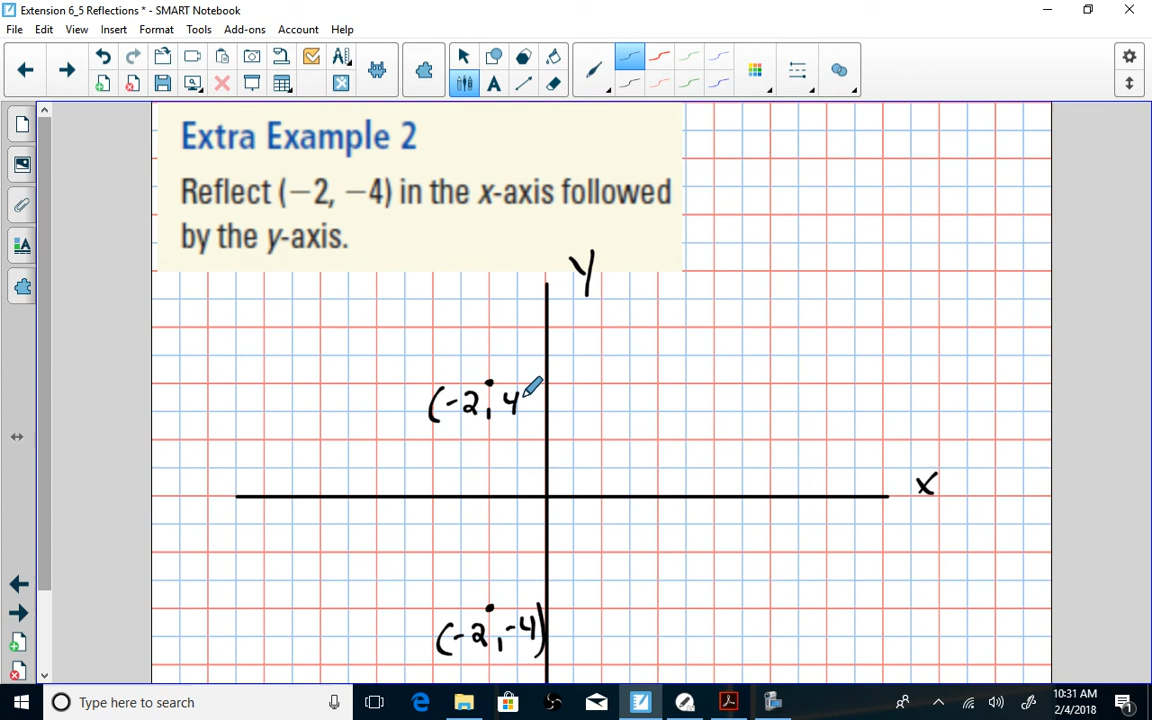 Extension 6_5 Reflections * - SMART Notebook
File Edit View Insert Format Tools Add-ons Account Help
Extra Example 2
Reflect (−2, −4) in the x-axis followed
by the y-axis.
Y
(-2, 4
x
(-2, -4)
Type here to search
10:31 AM
2/4/2018
1